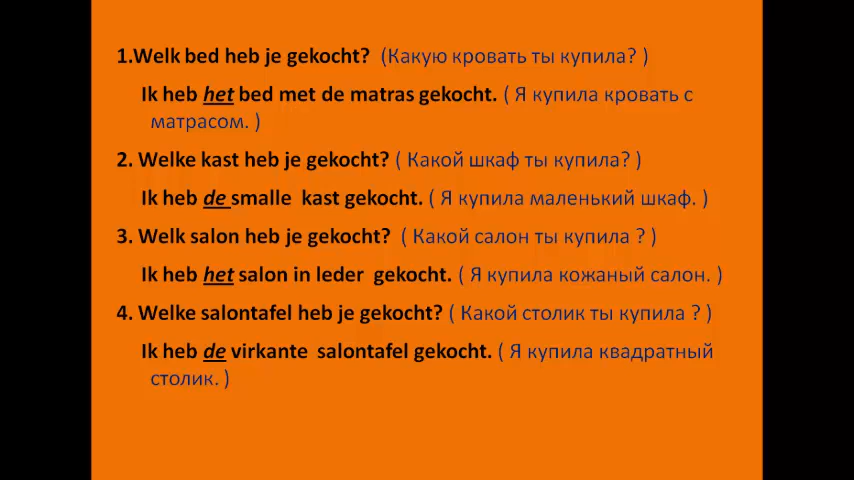 1.Welk bed heb je gekocht? (Какую кровать ты купила? )
Ik heb het bed met de matras gekocht. ( Я купила кровать с
матрасом. )
2. Welke kast heb je gekocht? ( Какой шкаф ты купила? )
Ik heb de smalle kast gekocht. ( Я купила маленький шкаф. )
3. Welk salon heb je gekocht? ( Какой салон ты купила ? )
Ik heb het salon in leder gekocht. ( Я купила кожаный салон. )
4. Welke salontafel heb je gekocht? ( Какой столик ты купила ? )
Ik heb de virkante salontafel gekocht. ( Я купила квадратный
столик. )